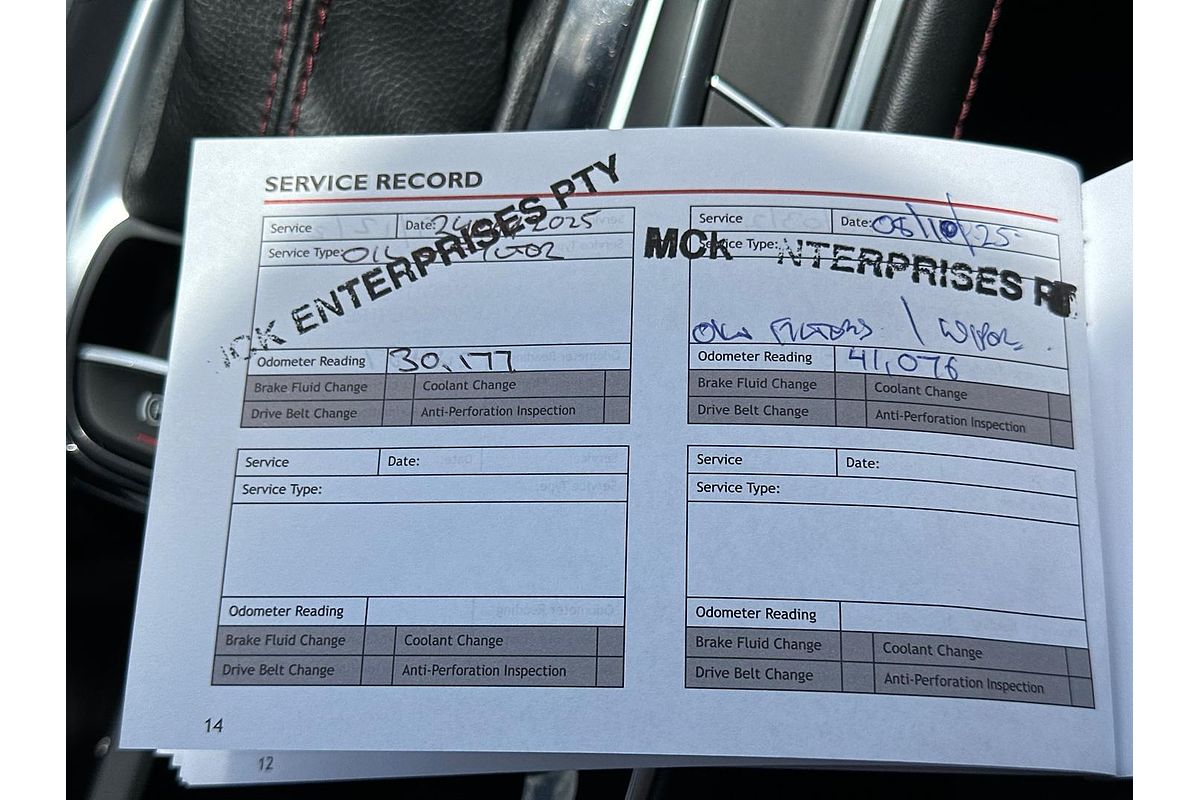 SERVICE RECORD
Service Date: 24 2025
Service Type: OIL
ENTERPRISES PTY
Odometer Reading 30,177
Brake Fluid Change Coolant Change
Drive Belt Change Anti-Perforation Inspection
Service Date: 08/10/25
Service Type:
MCK NTERPRISES
Oil Filters / Wiper
Odometer Reading 41,076
Brake Fluid Change Coolant Change
Drive Belt Change Anti-Perforation Inspection
Service Date:
Service Type:
Odometer Reading
Brake Fluid Change Coolant Change
Drive Belt Change Anti-Perforation Inspection
Service Date:
Service Type:
Odometer Reading
Brake Fluid Change Coolant Change
Drive Belt Change Anti-Perforation Inspection
14
12